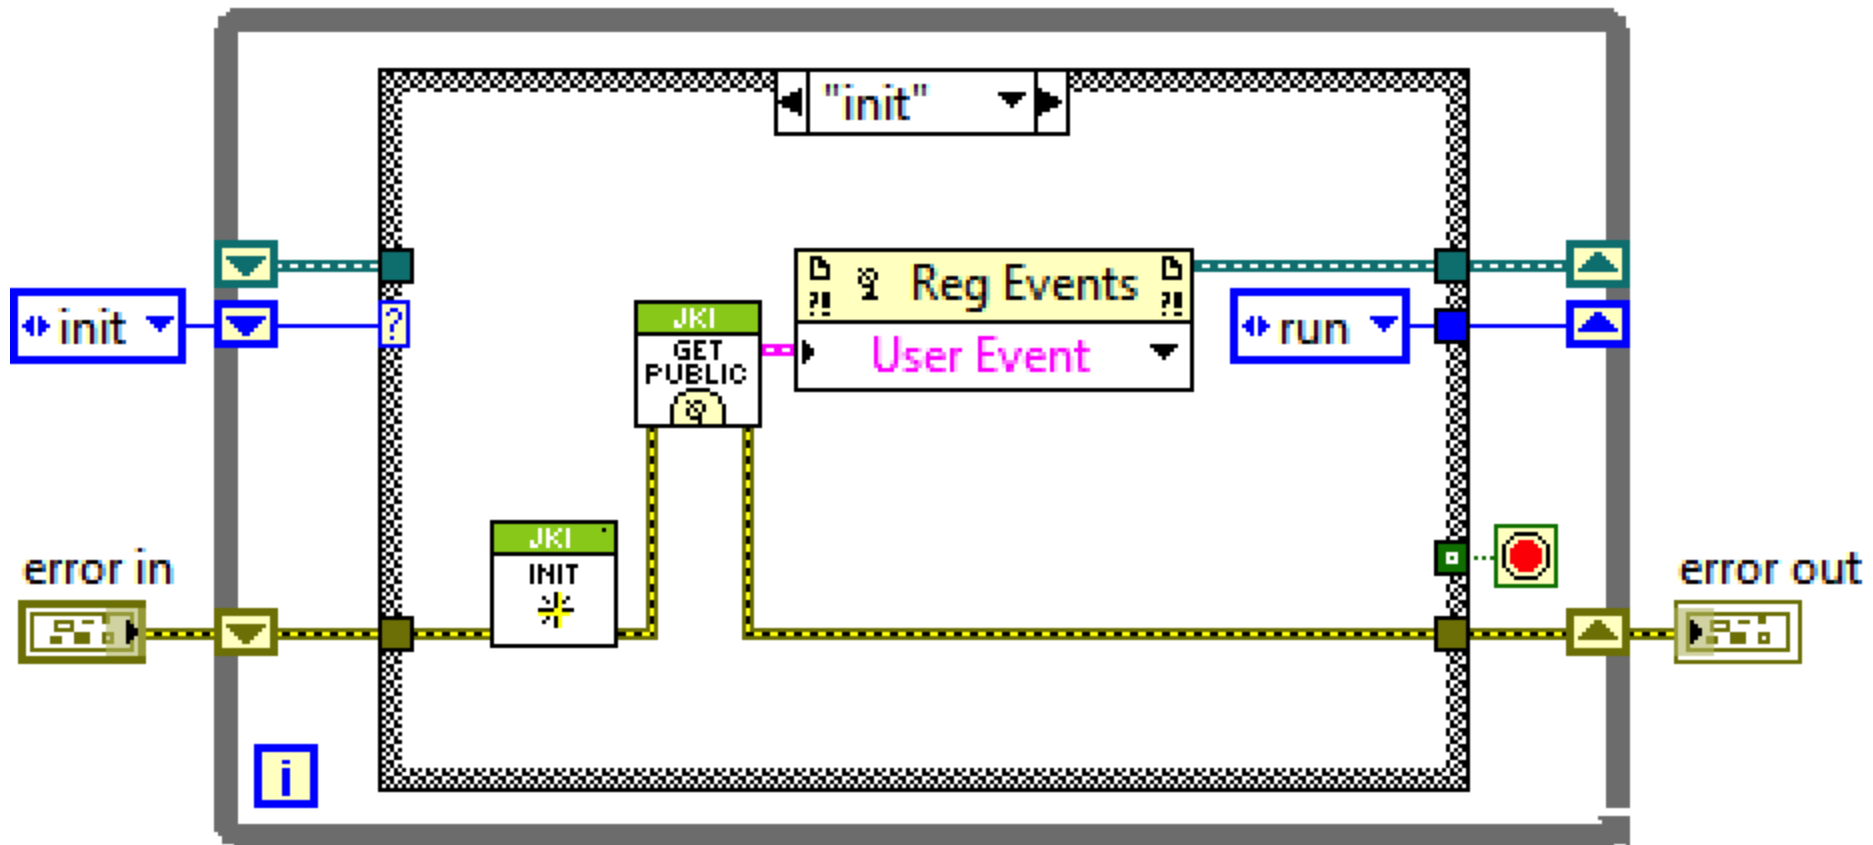 "init"
init
?
JKI
GET
PUBLIC
?! Reg Events ?!
User Event
run
JKI
INIT
error in
error out
i